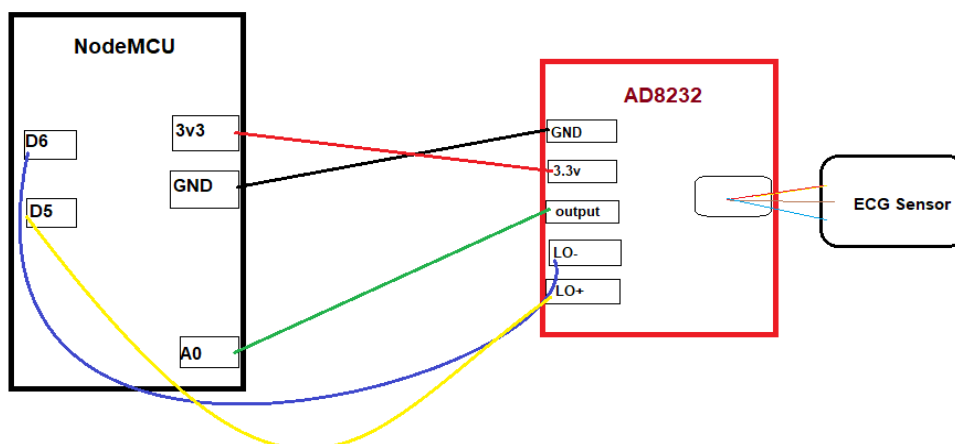 NodeMCU
D6
D5
3v3
GND
A0
AD8232
GND
3.3v
output
LO-
LO+
ECG Sensor